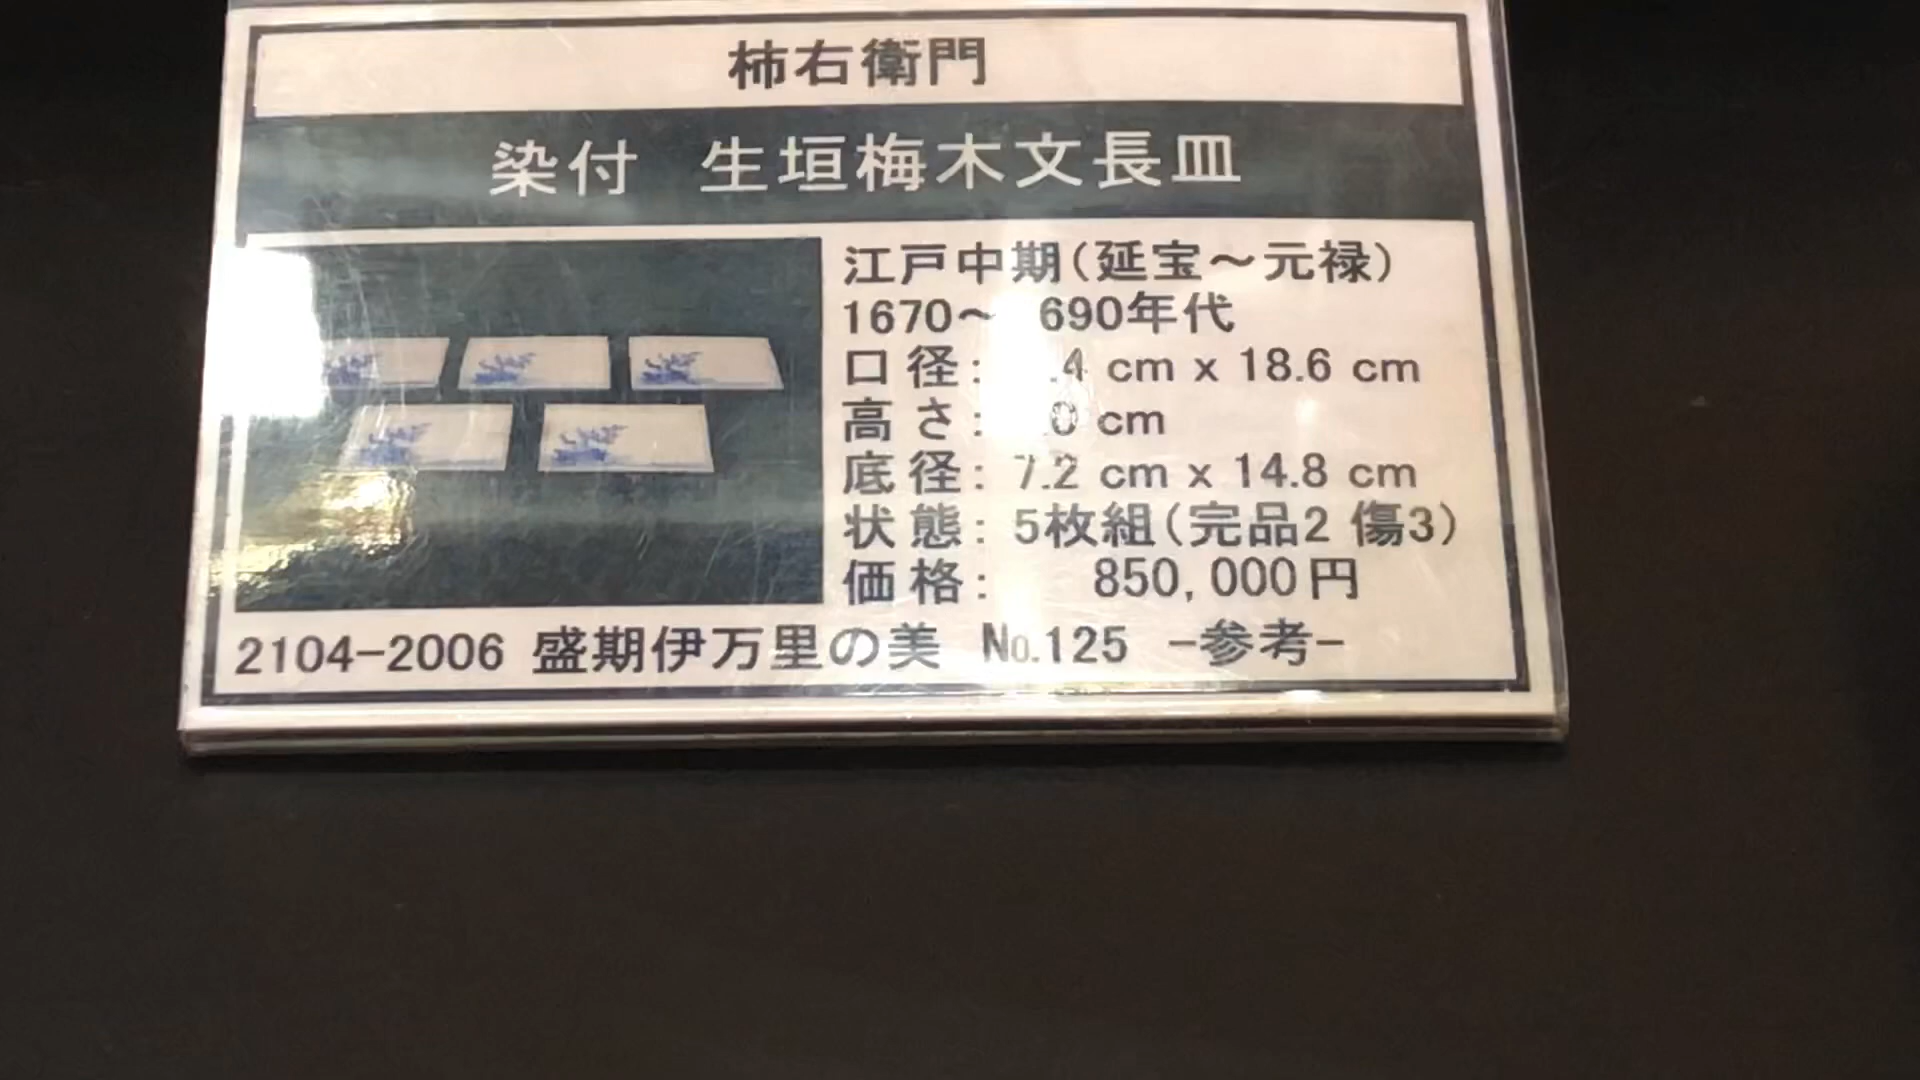 柿右衛門
染付 生垣梅木文長皿
江戸中期(延宝～元禄)
1670～ 690年代
口径: .4 cm x 18.6 cm
高さ: .0 cm
底径: 7.2 cm x 14.8 cm
状態: 5枚組(完品2 傷3)
価格: 850,000円
2104-2006 盛期伊万里の美 No.125 -参考-